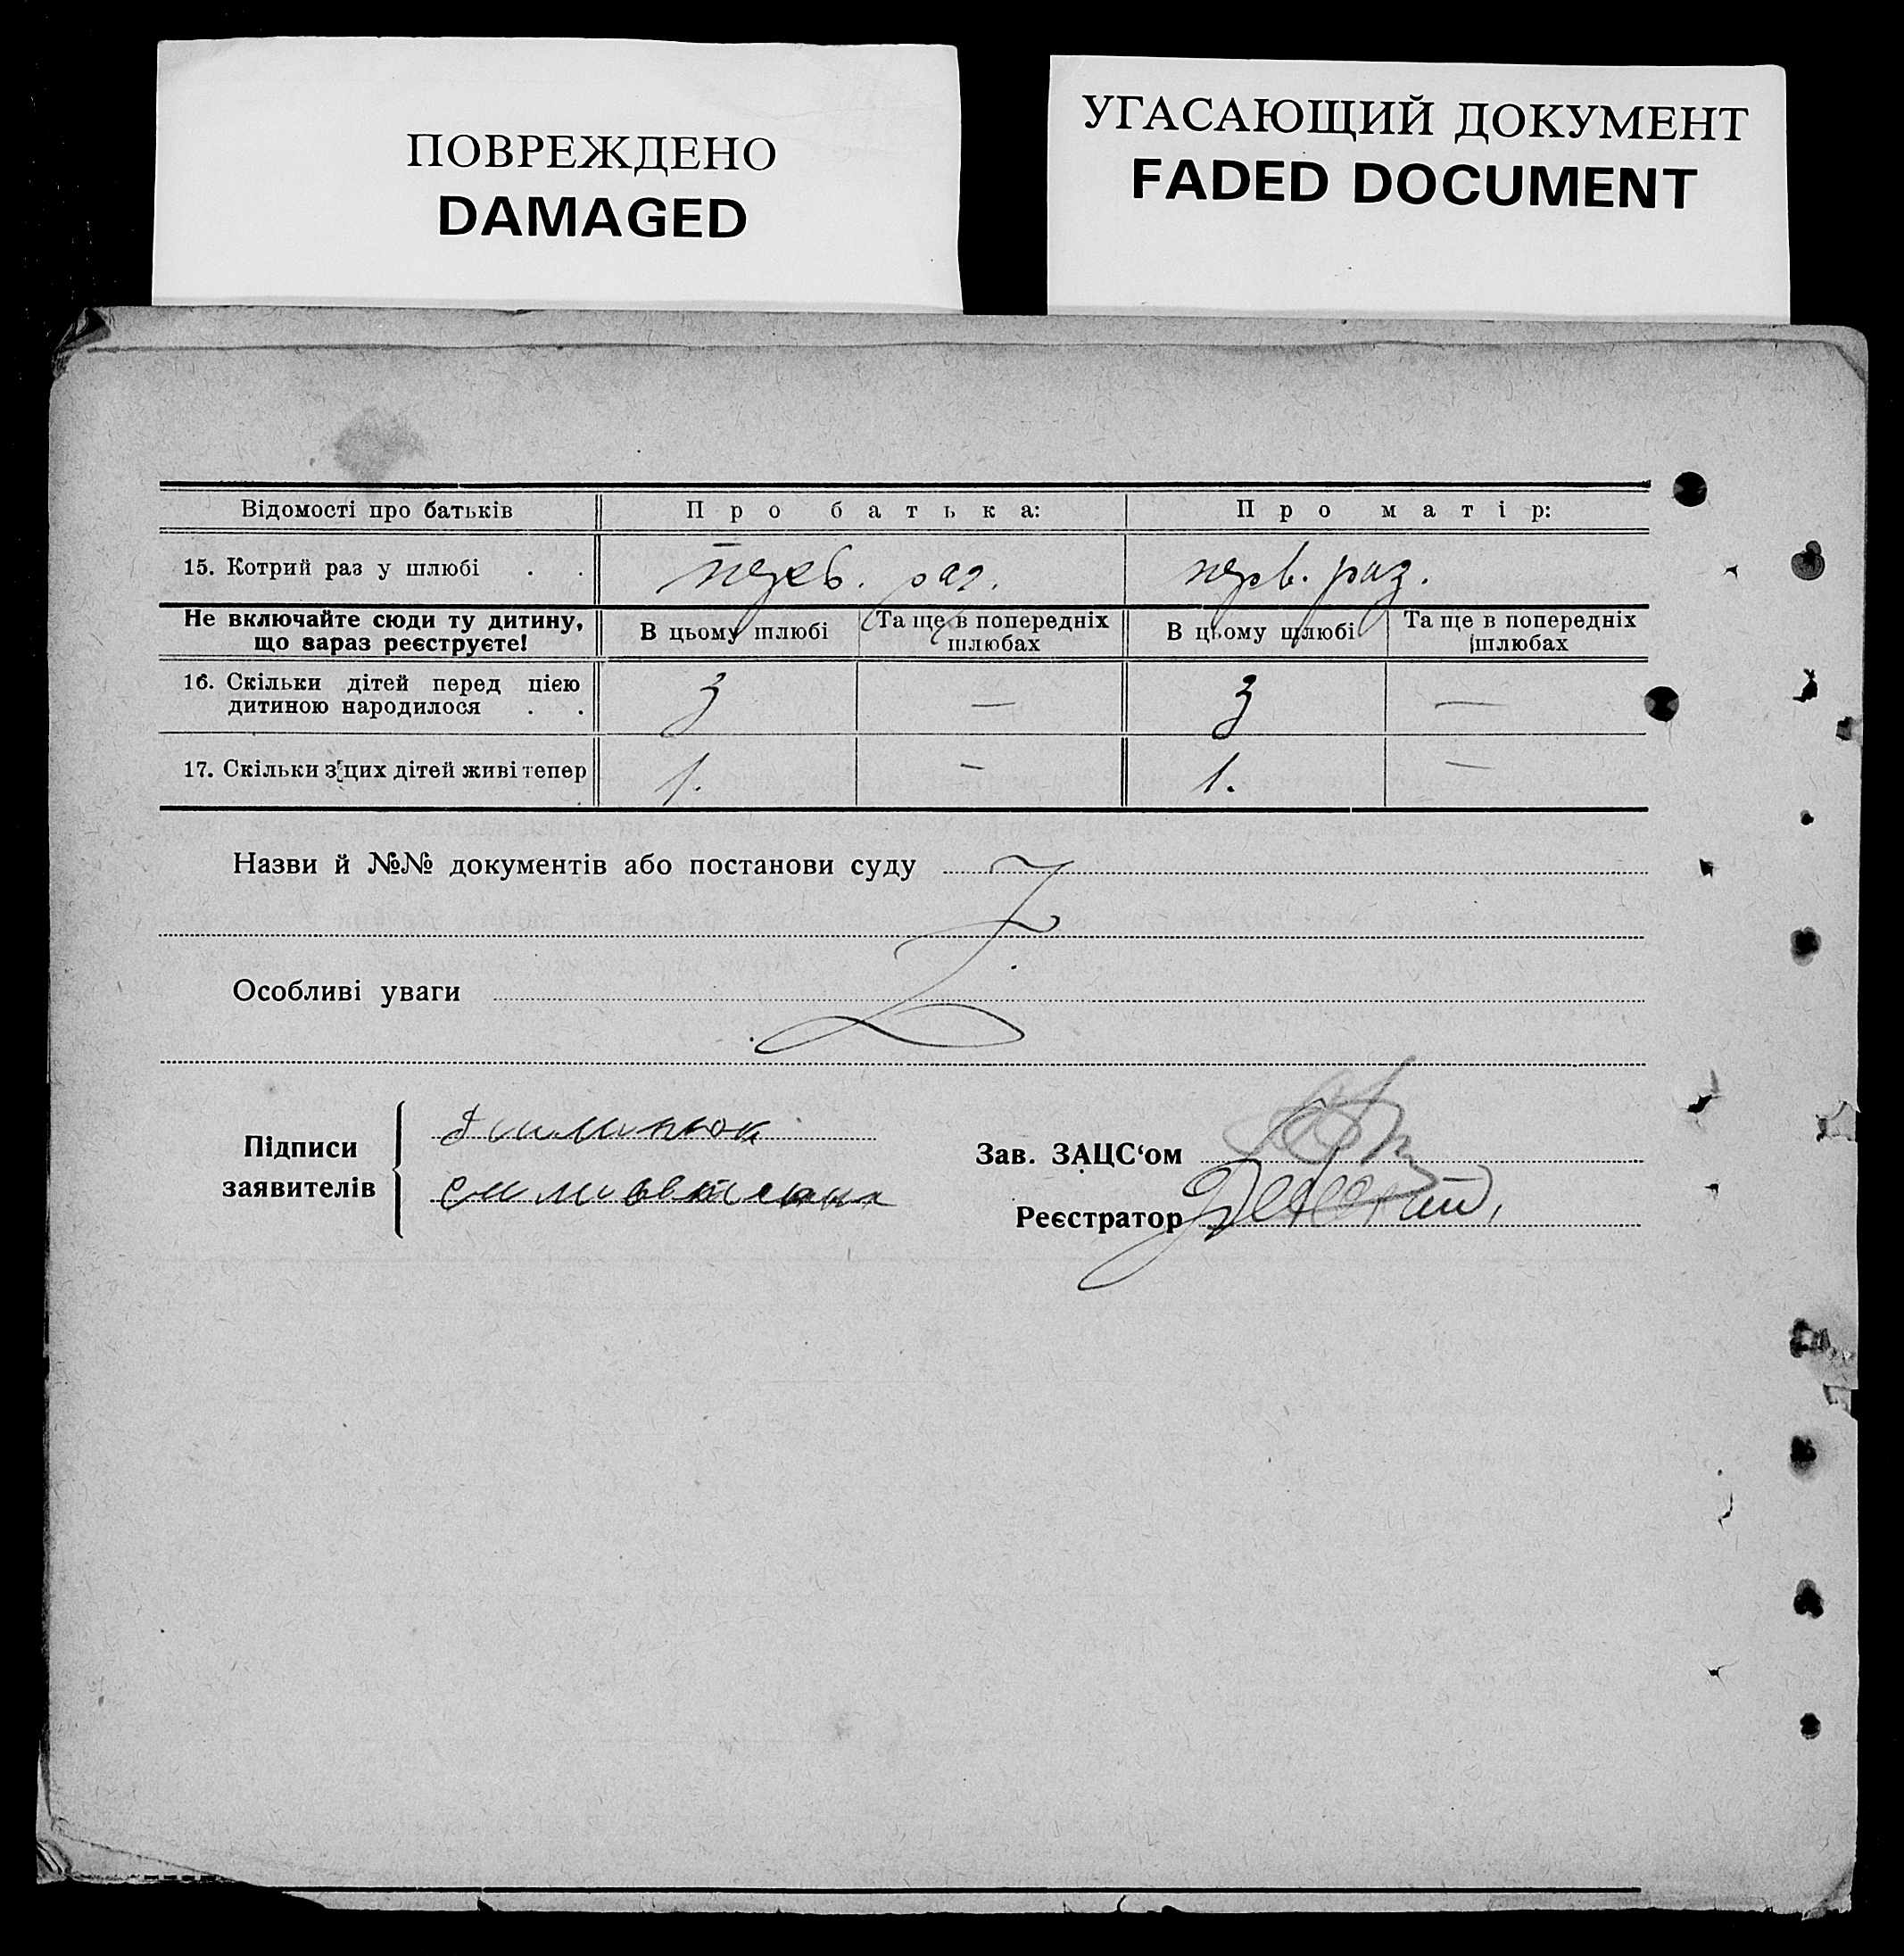 ПОВРЕЖДЕНО
DAMAGED
УГАСАЮЩИЙ ДОКУМЕНТ
FADED DOCUMENT
Відомості про батьків Про батька: Про матір:
15. Котрий раз у шлюбі . . перв. раз. перв. раз.
Не включайте сюди ту дитину, що зараз реєструєте! В цьому шлюбі Та ще в попередніх шлюбах В цьому шлюбі Та ще в попередніх шлюбах
16. Скільки дітей перед цією
дитиною народилося . . 3 — 3 —
17. Скільки з цих дітей живі тепер 1. — 1. —
Назви й №№ документів або постанови суду
Особливі уваги
Підписи
заявителів
Зав. ЗАЦС‘ом
Реєстратор